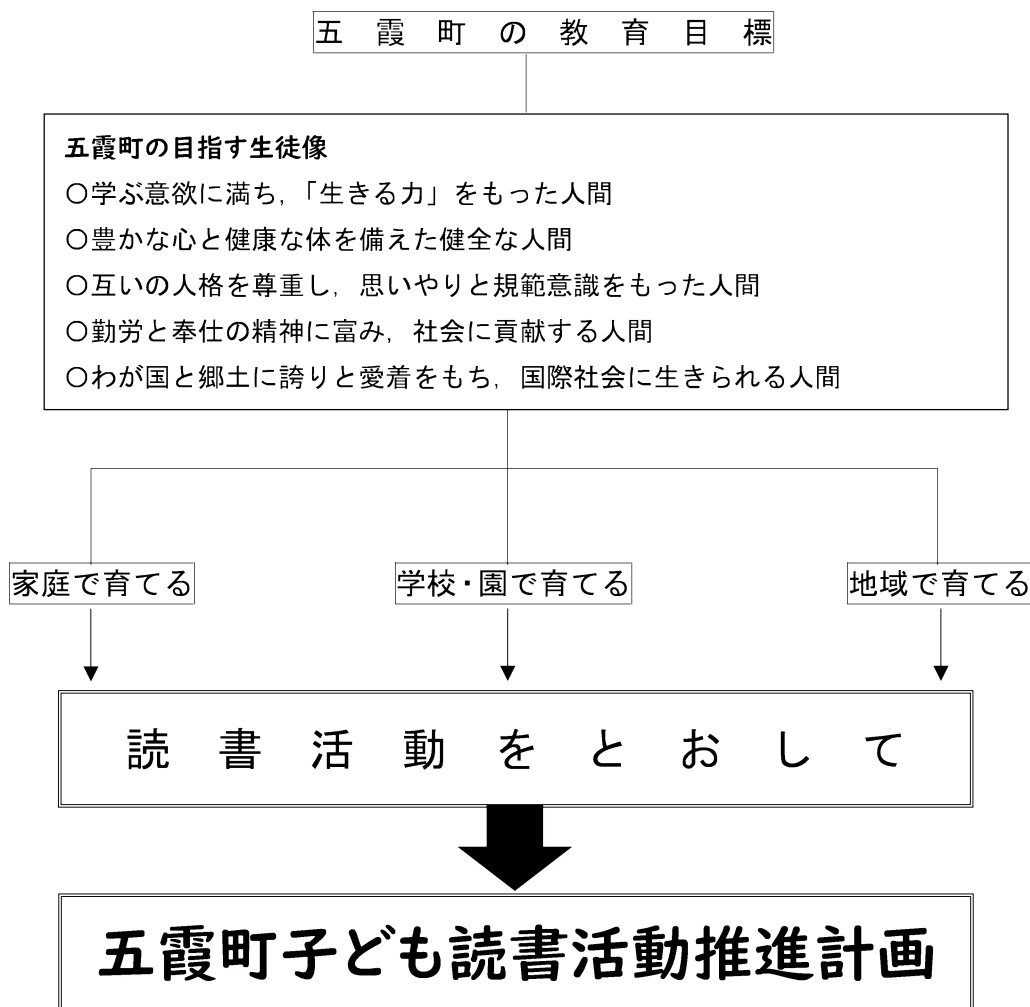 五霞町の教育目標
五霞町の目指す生徒像
○学ぶ意欲に満ち，「生きる力」をもった人間
○豊かな心と健康な体を備えた健全な人間
○互いの人格を尊重し，思いやりと規範意識をもった人間
○勤労と奉仕の精神に富み，社会に貢献する人間
○わが国と郷土に誇りと愛着をもち，国際社会に生きられる人間
家庭で育てる
学校・園で育てる
地域で育てる
読書活動をとおして
五霞町子ども読書活動推進計画